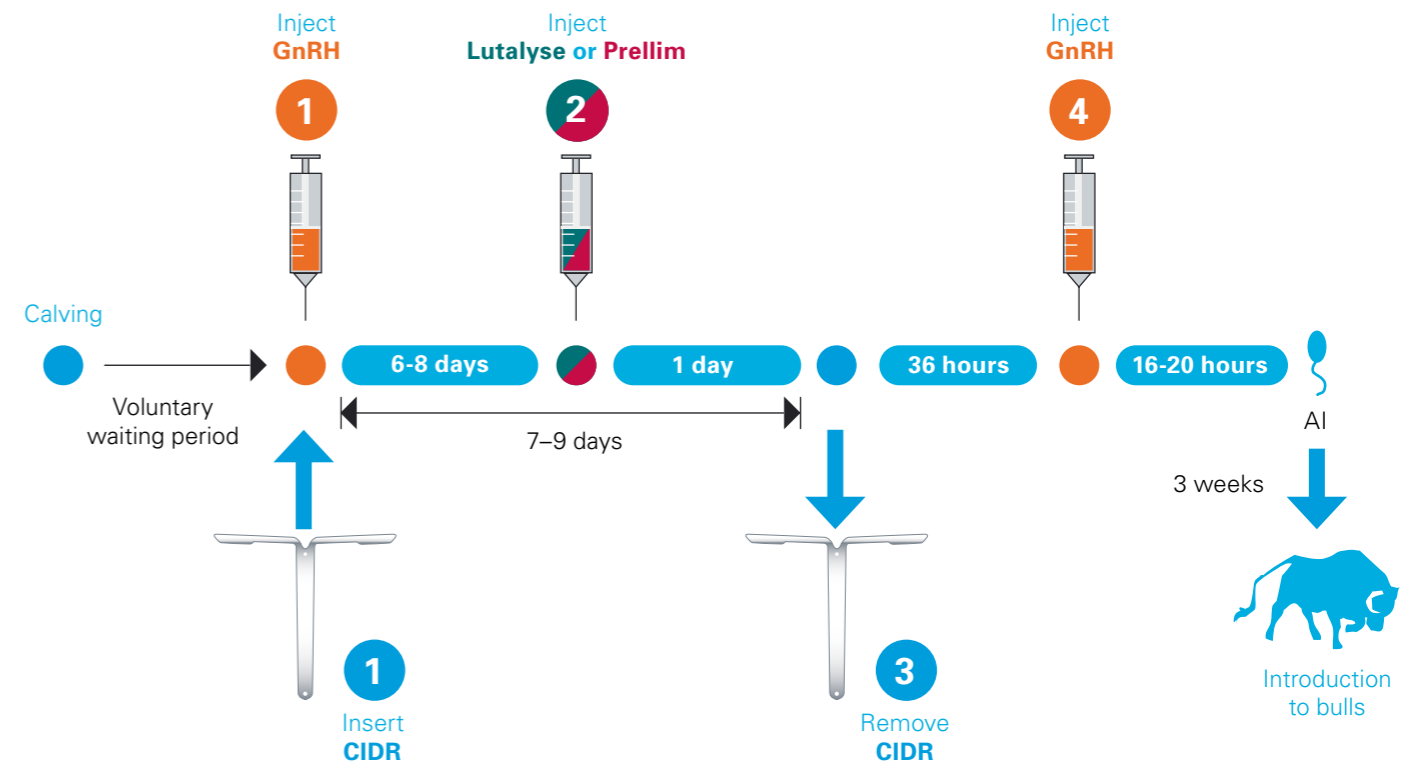 Inject
GnRH
1
Inject
Lutalyse or Prellim
2
Inject
GnRH
4
Calving
6-8 days
1 day
36 hours
16-20 hours
Voluntary
waiting period
7–9 days
AI
3 weeks
1
Insert
CIDR
3
Remove
CIDR
Introduction
to bulls